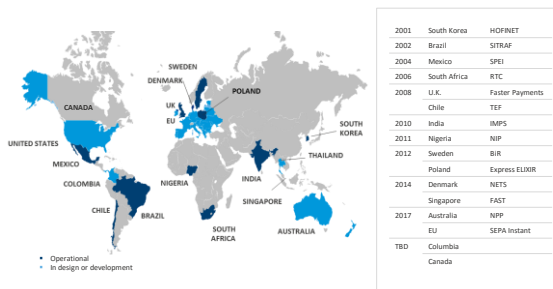 SWEDEN
DENMARK
POLAND
UK
EU
CANADA
UNITED STATES
MEXICO
COLOMBIA
CHILE
BRAZIL
NIGERIA
SOUTH
AFRICA
INDIA
SINGAPORE
THAILAND
SOUTH
KOREA
AUSTRALIA
• Operational
• In design or development
2001 South Korea HOFINET
2002 Brazil SITRAF
2004 Mexico SPEI
2006 South Africa RTC
2008 U.K. Faster Payments
Chile TEF
2010 India IMPS
2011 Nigeria NIP
2012 Sweden BiR
Poland Express ELIXIR
2014 Denmark NETS
Singapore FAST
2017 Australia NPP
EU SEPA Instant
TBD Columbia
Canada